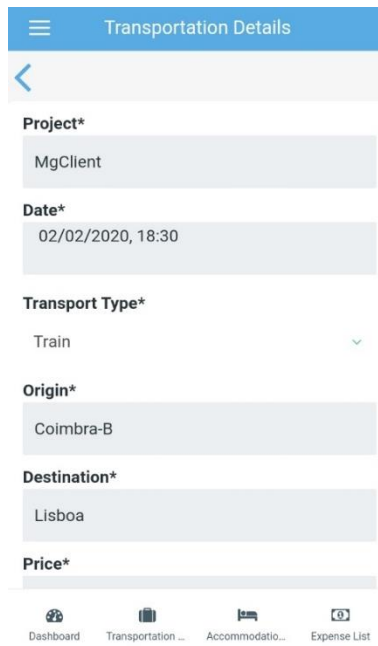 Transportation Details
Project*
MgClient
Date*
02/02/2020, 18:30
Transport Type*
Train
Origin*
Coimbra-B
Destination*
Lisboa
Price*
Dashboard
Transportation ...
Accommodatio...
Expense List